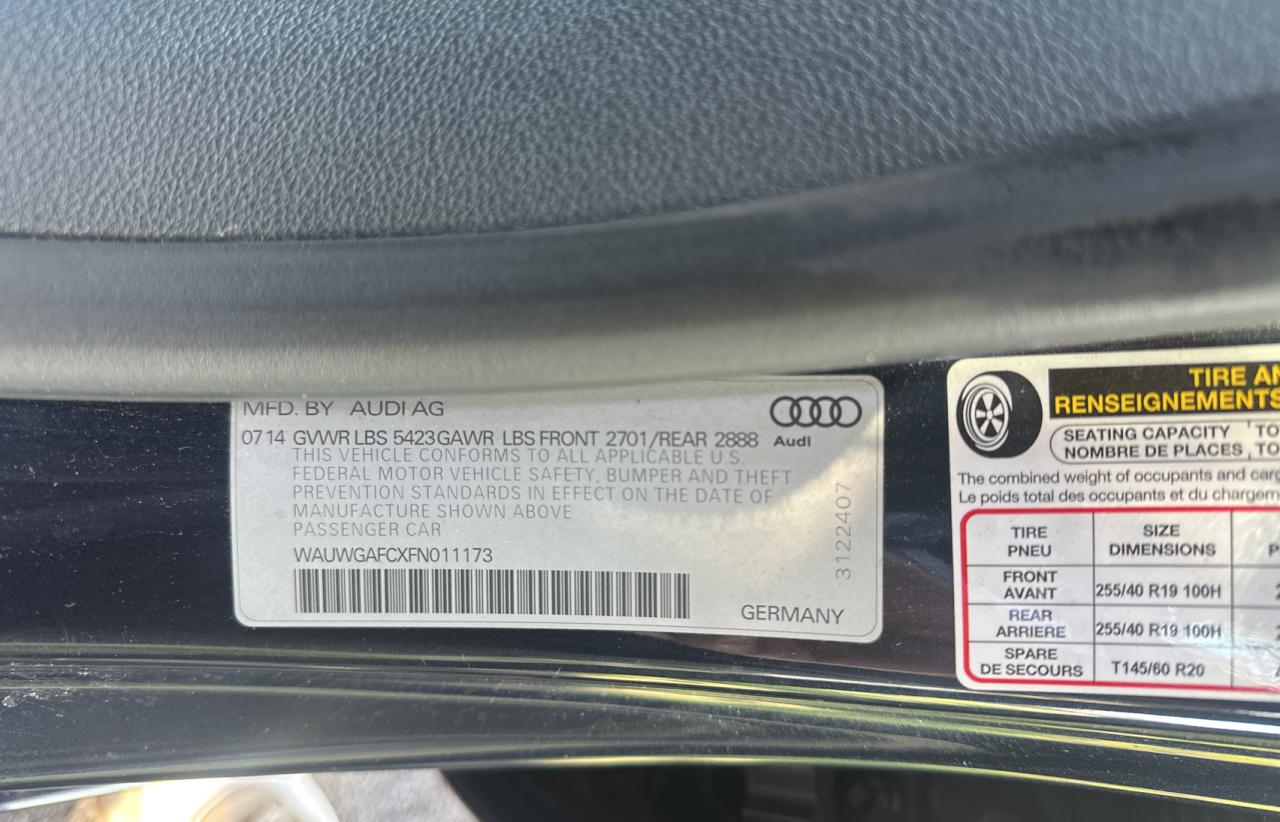 MFD. BY AUDI AG
07 14 GVWR LBS 5423 GAWR LBS FRONT 2701/REAR 2888
Audi
THIS VEHICLE CONFORMS TO ALL APPLICABLE U.S.
FEDERAL MOTOR VEHICLE SAFETY, BUMPER AND THEFT
PREVENTION STANDARDS IN EFFECT ON THE DATE OF
MANUFACTURE SHOWN ABOVE
PASSENGER CAR
WAUWGAFCXFN011173
GERMANY
3122407
TIRE AN
RENSEIGNEMENTS
SEATING CAPACITY TO
NOMBRE DE PLACES TO
The combined weight of occupants and carg
Le poids total des occupants et du chargem
TIRE SIZE
PNEU DIMENSIONS P
FRONT
AVANT 255/40 R19 100H
REAR
ARRIERE 255/40 R19 100H
SPARE
DE SECOURS T145/60 R20